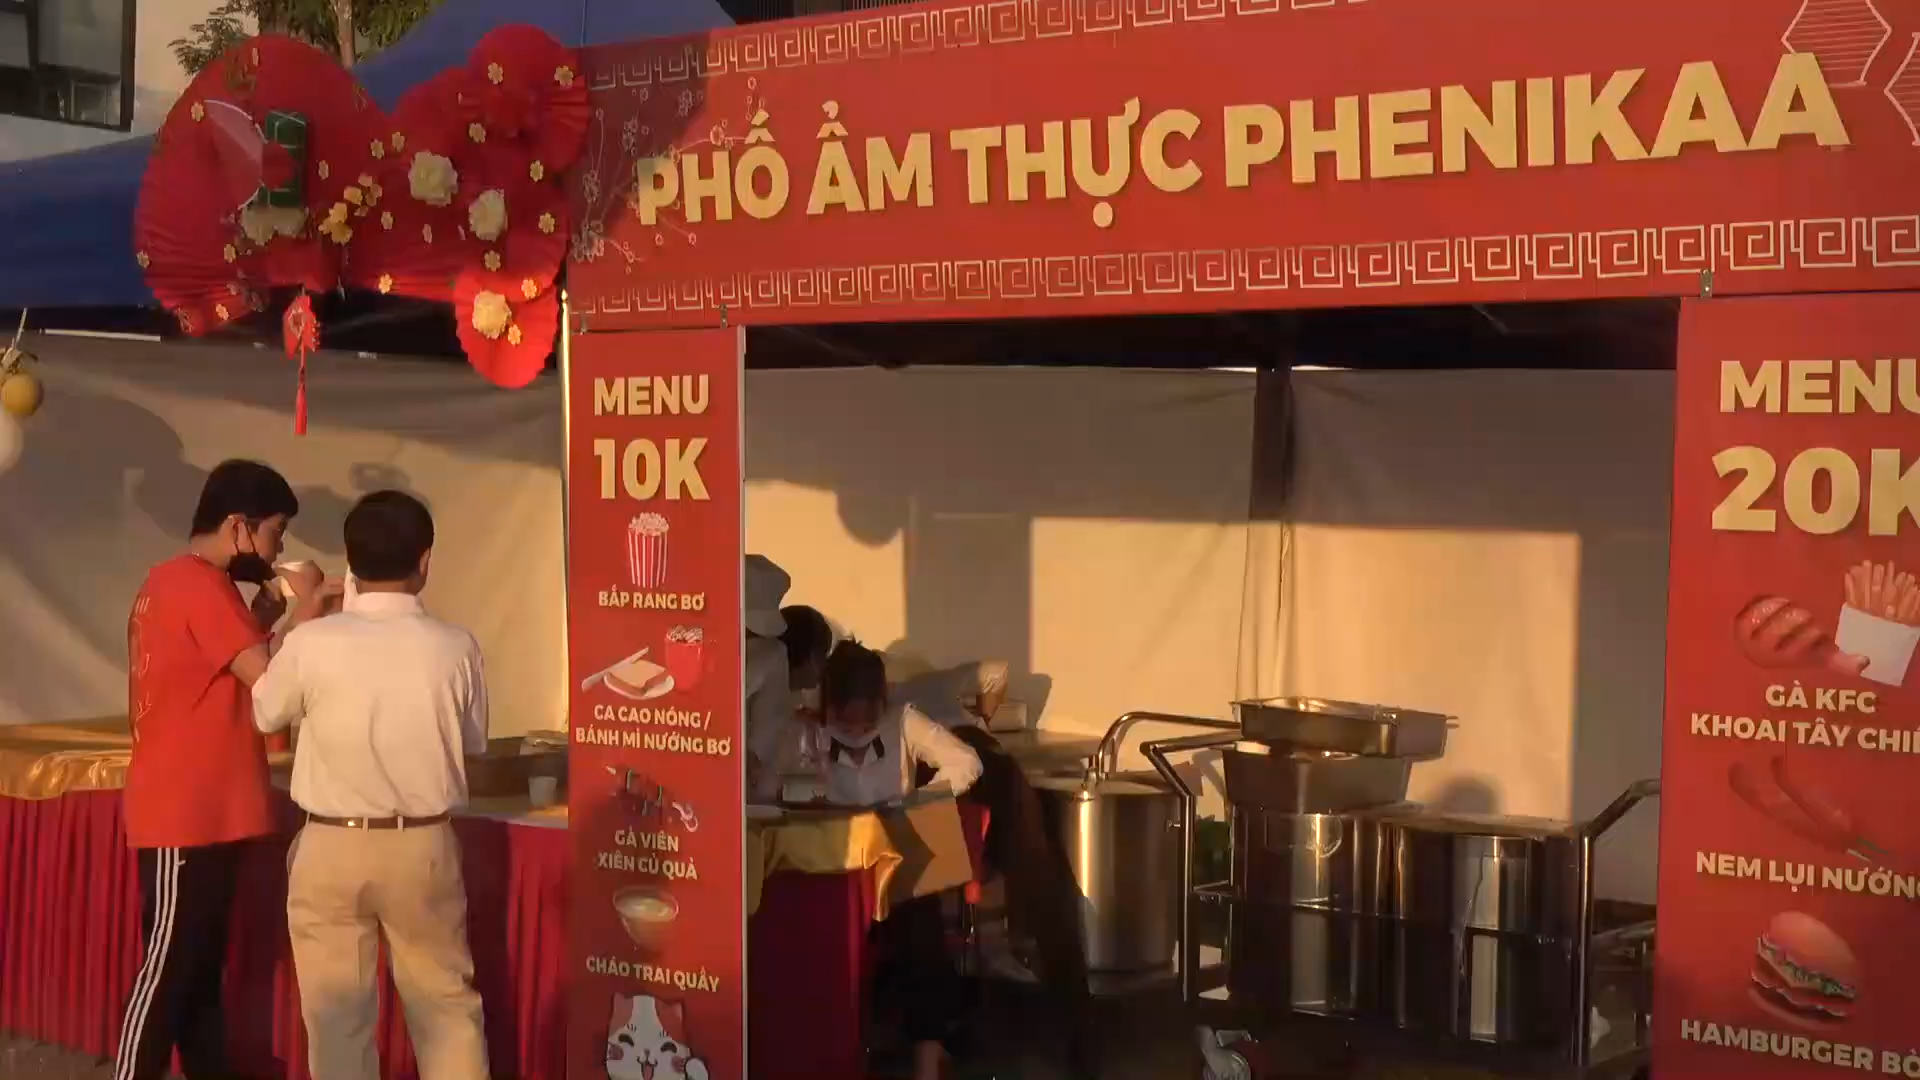 PHỐ ẨM THỰC PHENIKAA
MENU
10K
BẮP RANG BƠ
CA CAO NÓNG /
BÁNH MÌ NƯỚNG BƠ
GÀ VIÊN
XIÊN CỦ QUẢ
CHÁO TRAI QUẨY
MENU
20K
GÀ KFC
KHOAI TÂY CHI
NEM LỤI NƯỚNG
HAMBURGER BÒ